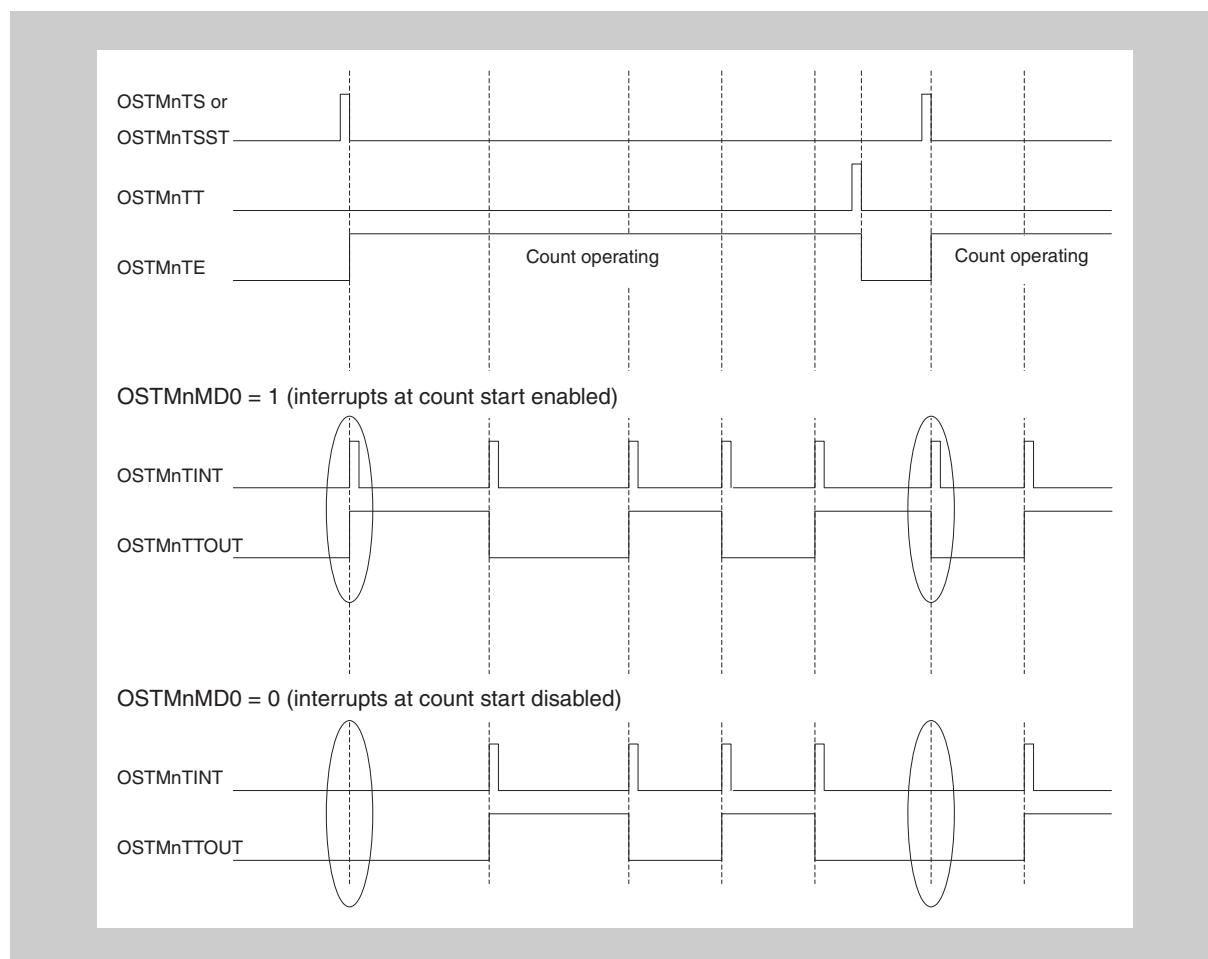 OSTMnTS or
OSTMnTSST
OSTMnTT
OSTMnTE
Count operating
Count operating
OSTMnMD0 = 1 (interrupts at count start enabled)
OSTMnTINT
OSTMnTTOUT
OSTMnMD0 = 0 (interrupts at count start disabled)
OSTMnTINT
OSTMnTTOUT